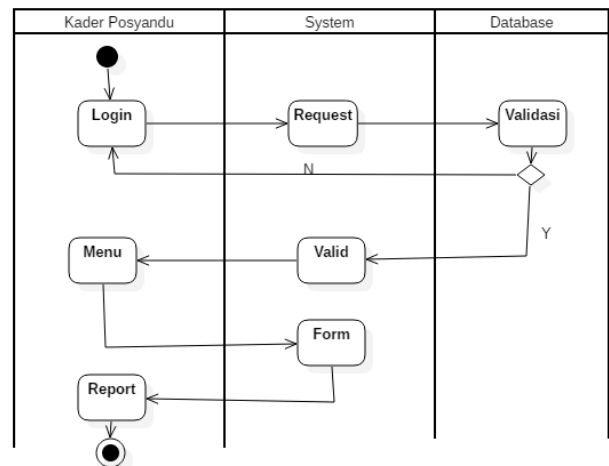 Kader Posyandu
System
Database
Login
Request
Validasi
N
Y
Menu
Valid
Form
Report